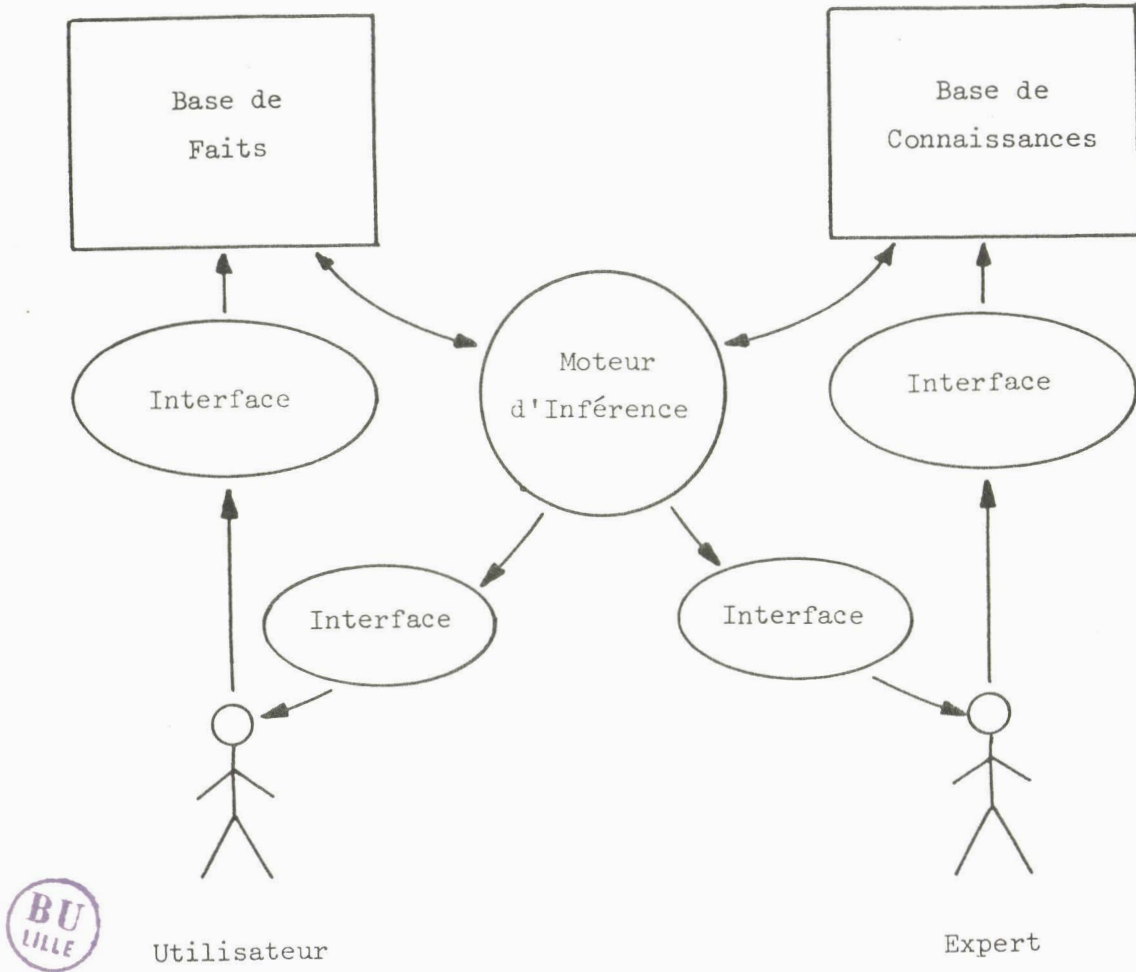 Base de
Faits
Base de
Connaissances
Moteur
d'Inférence
Interface
Interface
Interface
Interface
BU
LILLE
Utilisateur
Expert